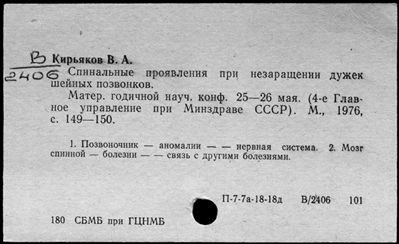 В Кирьяков В. А.
2406
Спинальные проявления при незаращении дужек
шейных позвонков.
Матер. годичной науч. конф. 25—26 мая. (4-е Глав-
ное управление при Минздраве СССР). М., 1976,
с. 149—150.
1. Позвоночник — аномалии — — нервная система. 2. Мозг
спинной — болезни — — связь с другими болезнями.
П-7-7а-18-18д В/2406 101
180 СБМБ при ГЦНМБ